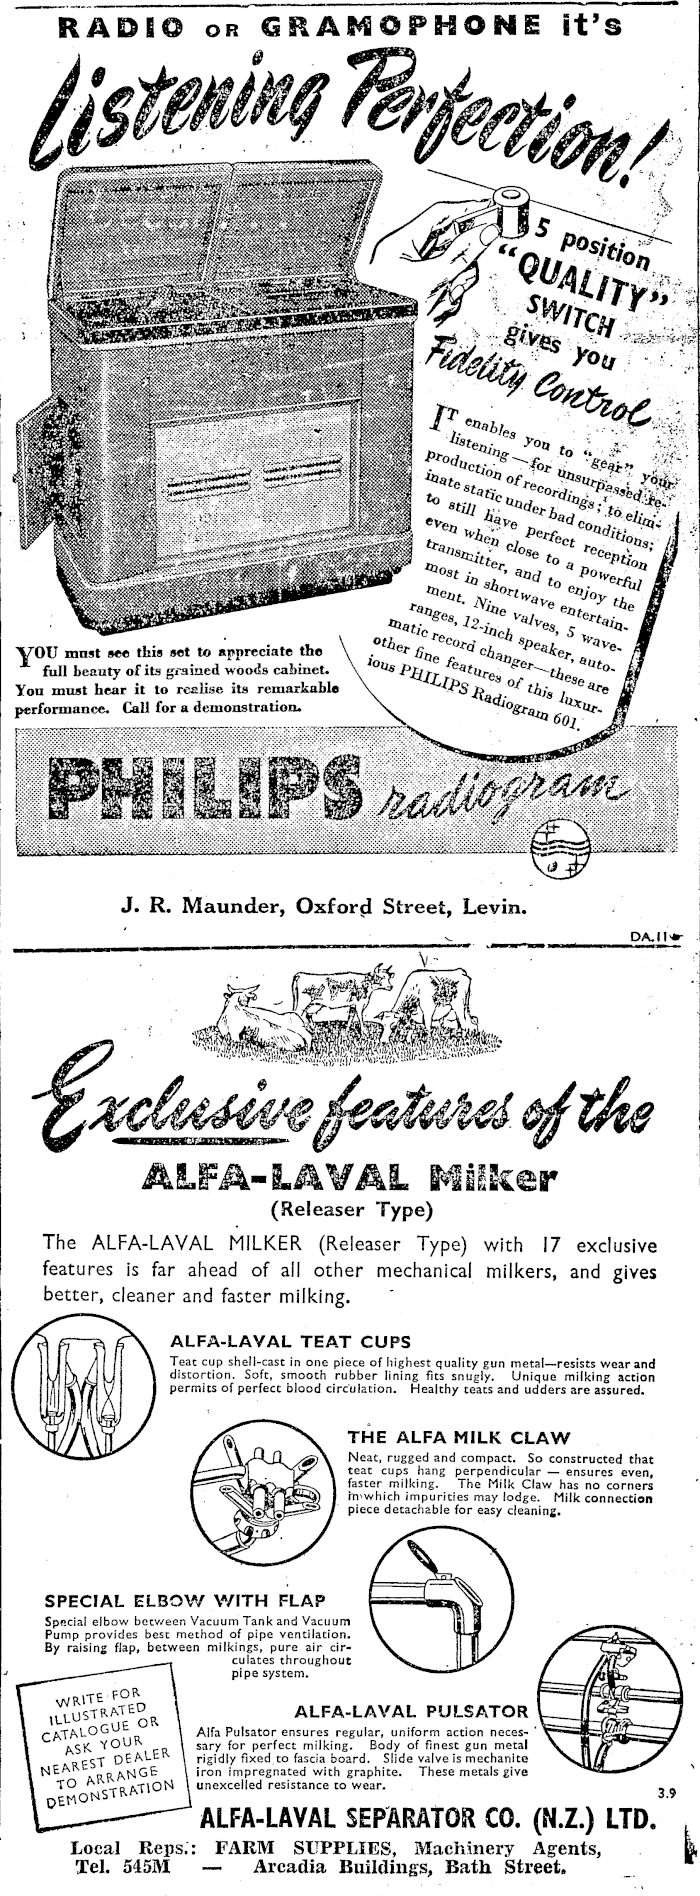 RADIO OR GRAMOPHONE it's
Listening Perfection!
5 position
"QUALITY"
SWITCH
gives you
Fidelity Control
IT enables you to "gear" your
listening—for unsurpassed re-
production of recordings; to elim-
inate static under bad conditions;
to still have perfect reception
even when close to a powerful
transmitter, and to enjoy the
most in shortwave entertain-
ment. Nine valves, 5 wave-
ranges, 12-inch speaker, auto-
matic record changer—these are
other fine features of this luxur-
ious PHILIPS Radiogram 601.
YOU must see this set to appreciate the
full beauty of its grained woods cabinet.
You must hear it to realise its remarkable
performance. Call for a demonstration.
PHILIPS radiogram
J. R. Maunder, Oxford Street, Levin.
DA.11
Exclusive features of the
ALFA-LAVAL Milker
(Releaser Type)
The ALFA-LAVAL MILKER (Releaser Type) with 17 exclusive
features is far ahead of all other mechanical milkers, and gives
better, cleaner and faster milking.
ALFA-LAVAL TEAT CUPS
Teat cup shell-cast in one piece of highest quality gun metal—resists wear and
distortion. Soft, smooth rubber lining fits snugly. Unique milking action
permits of perfect blood circulation. Healthy teats and udders are assured.
THE ALFA MILK CLAW
Neat, rugged and compact. So constructed that
teat cups hang perpendicular — ensures even,
faster milking. The Milk Claw has no corners
in which impurities may lodge. Milk connection
piece detachable for easy cleaning.
SPECIAL ELBOW WITH FLAP
Special elbow between Vacuum Tank and Vacuum
Pump provides best method of pipe ventilation.
By raising flap, between milkings, pure air cir-
culates throughout
pipe system.
WRITE FOR
ILLUSTRATED
CATALOGUE OR
ASK YOUR
NEAREST DEALER
TO ARRANGE
DEMONSTRATION
ALFA-LAVAL PULSATOR
Alfa Pulsator ensures regular, uniform action neces-
sary for perfect milking. Body of finest gun metal
rigidly fixed to fascia board. Slide valve is mechanite
iron impregnated with graphite. These metals give
unexcelled resistance to wear.
3.9
ALFA-LAVAL SEPARATOR CO. (N.Z.) LTD.
Local Reps.: FARM SUPPLIES, Machinery Agents,
Tel. 545M — Arcadia Buildings, Bath Street.